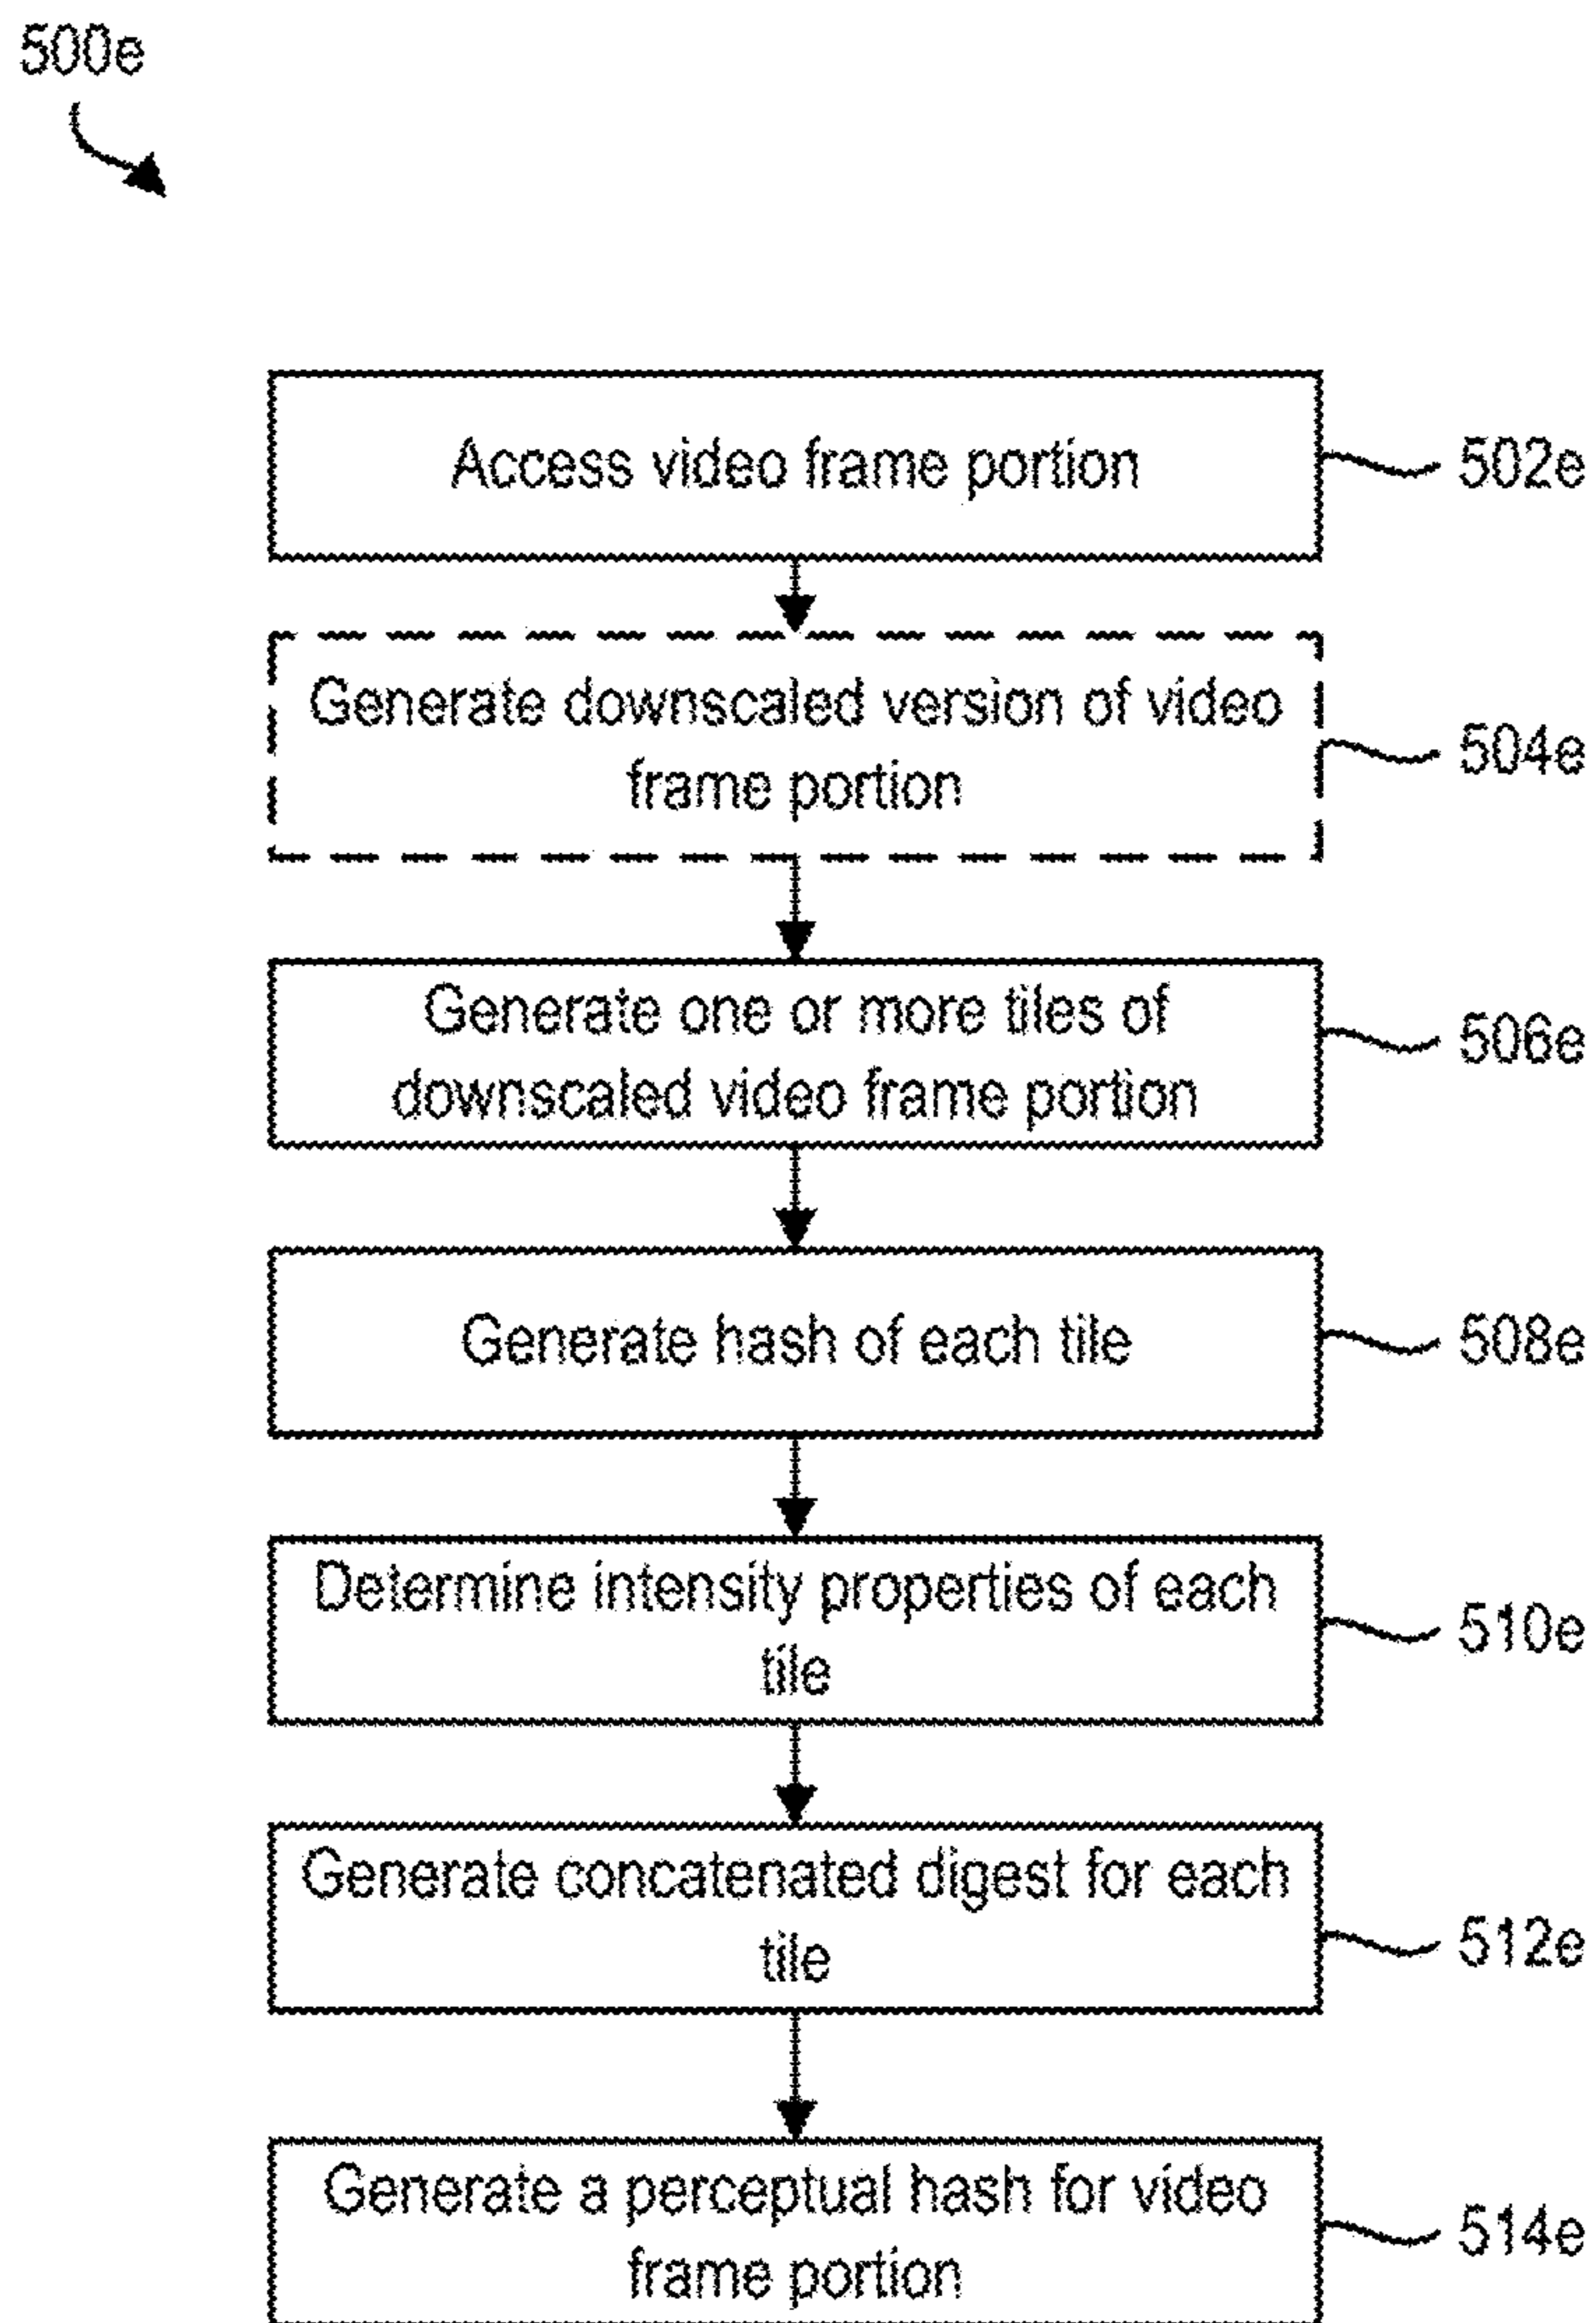 500e
Access video frame portion
502e
Generate downscaled version of video
frame portion
504e
Generate one or more tiles of
downscaled video frame portion
506e
Generate hash of each tile
508e
Determine intensity properties of each
tile
510e
Generate concatenated digest for each
tile
512e
Generate a perceptual hash for video
frame portion
514e